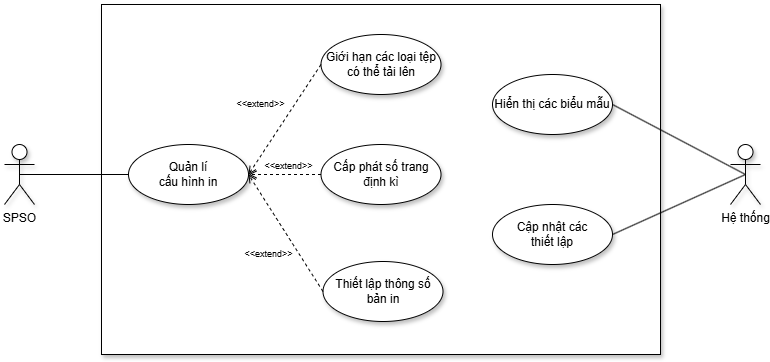 Giới hạn các loại tệp
có thể tải lên
<<extend>>
Hiển thị các biểu mẫu
SPSO
Quản lí
cấu hình in
<<extend>>
Cấp phát số trang
định kì
Hệ thống
Cập nhật các
thiết lập
<<extend>>
Thiết lập thông số
bản in